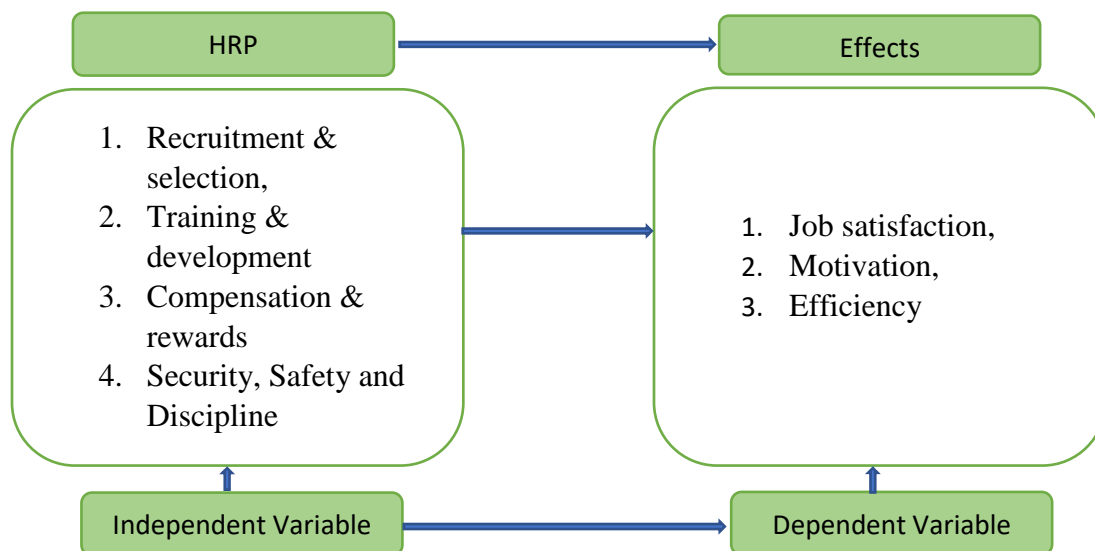 HRP
Effects
1. Recruitment &
selection,
2. Training &
development
3. Compensation &
rewards
4. Security, Safety and
Discipline
1. Job satisfaction,
2. Motivation,
3. Efficiency
Independent Variable
Dependent Variable